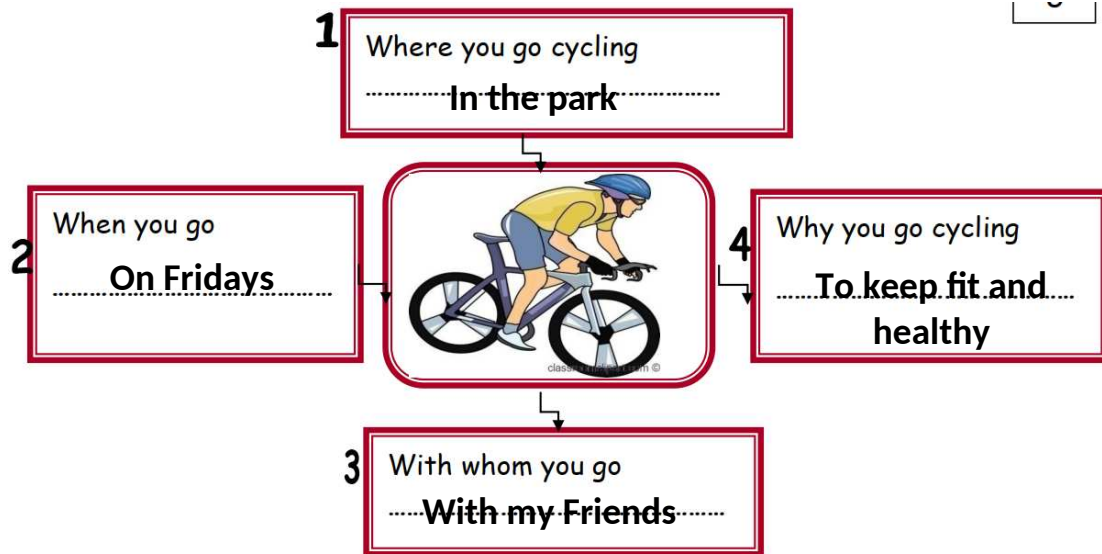 1
Where you go cycling
In the park
2
When you go
On Fridays
4
Why you go cycling
To keep fit and
healthy
3
With whom you go
With my Friends